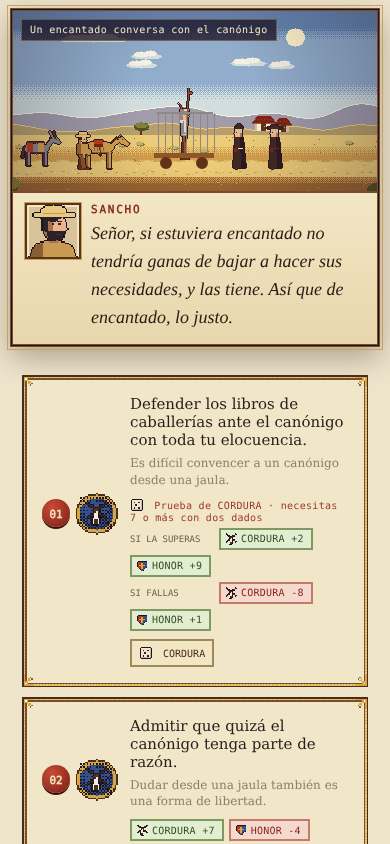 Un encantado conversa con el canónigo
SANCHO
Señor, si estuviera encantado no
tendría ganas de bajar a hacer sus
necesidades, y las tiene. Así que de
encantado, lo justo.
Defender los libros de
caballerías ante el canónigo
con toda tu elocuencia.
Es difícil convencer a un canónigo
desde una jaula.
01
Prueba de CORDURA · necesitas
7 o más con dos dados
SI LA SUPERAS CORDURA +2
HONOR +9
SI FALLAS CORDURA -8
HONOR +1
CORDURA
Admitir que quizá el
canónigo tenga parte de
razón.
02
Dudar desde una jaula también es
una forma de libertad.
CORDURA +7 HONOR -4